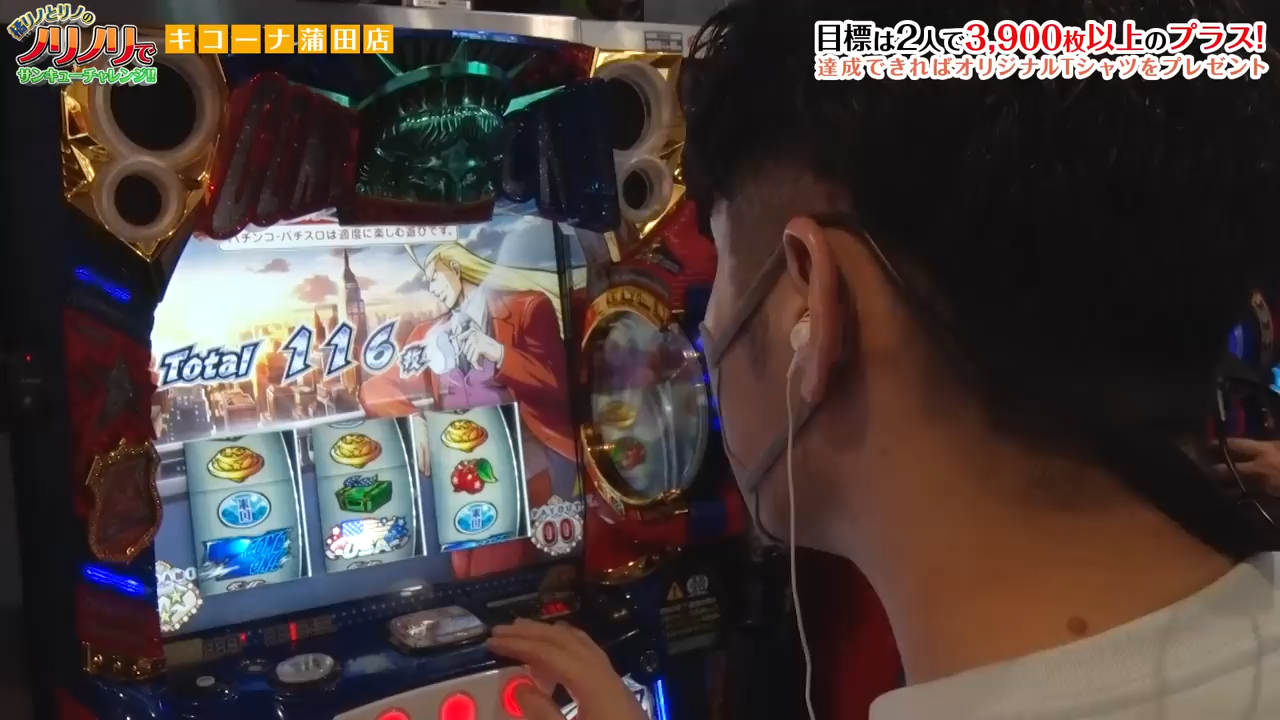 橘リノとリノの
ノリノリで
サンキューチャレンジ!!
キコーナ蒲田店
目標は2人で3,900枚以上のプラス!
達成できればオリジナルTシャツをプレゼント
パチンコ・パチスロは適度に楽しむ遊びです。
Total 116枚
USA
PAYOUT
00